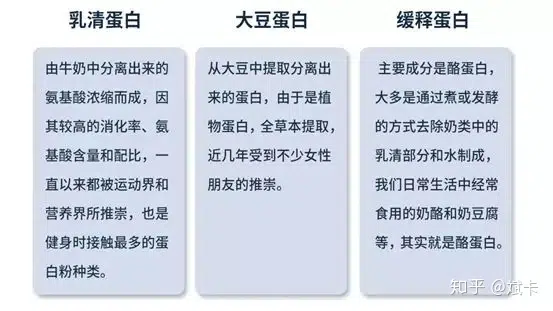 乳清蛋白
由牛奶中分离出来的
氨基酸浓缩而成，因
其较高的消化率、氨
基酸含量和配比，一
直以来都被运动界和
营养界所推崇，也是
健身时接触最多的蛋
白粉种类。
大豆蛋白
从大豆中提取分离出
来的蛋白，由于是植
物蛋白，全草本提取，
近几年受到不少女性
朋友的推崇。
缓释蛋白
主要成分是酪蛋白，
大多是通过煮或发酵
的方式去除奶类中的
乳清部分和水制成，
我们日常生活中经常
食用的奶酪和奶豆腐
等，其实就是酪蛋白。
知乎 @斌卡